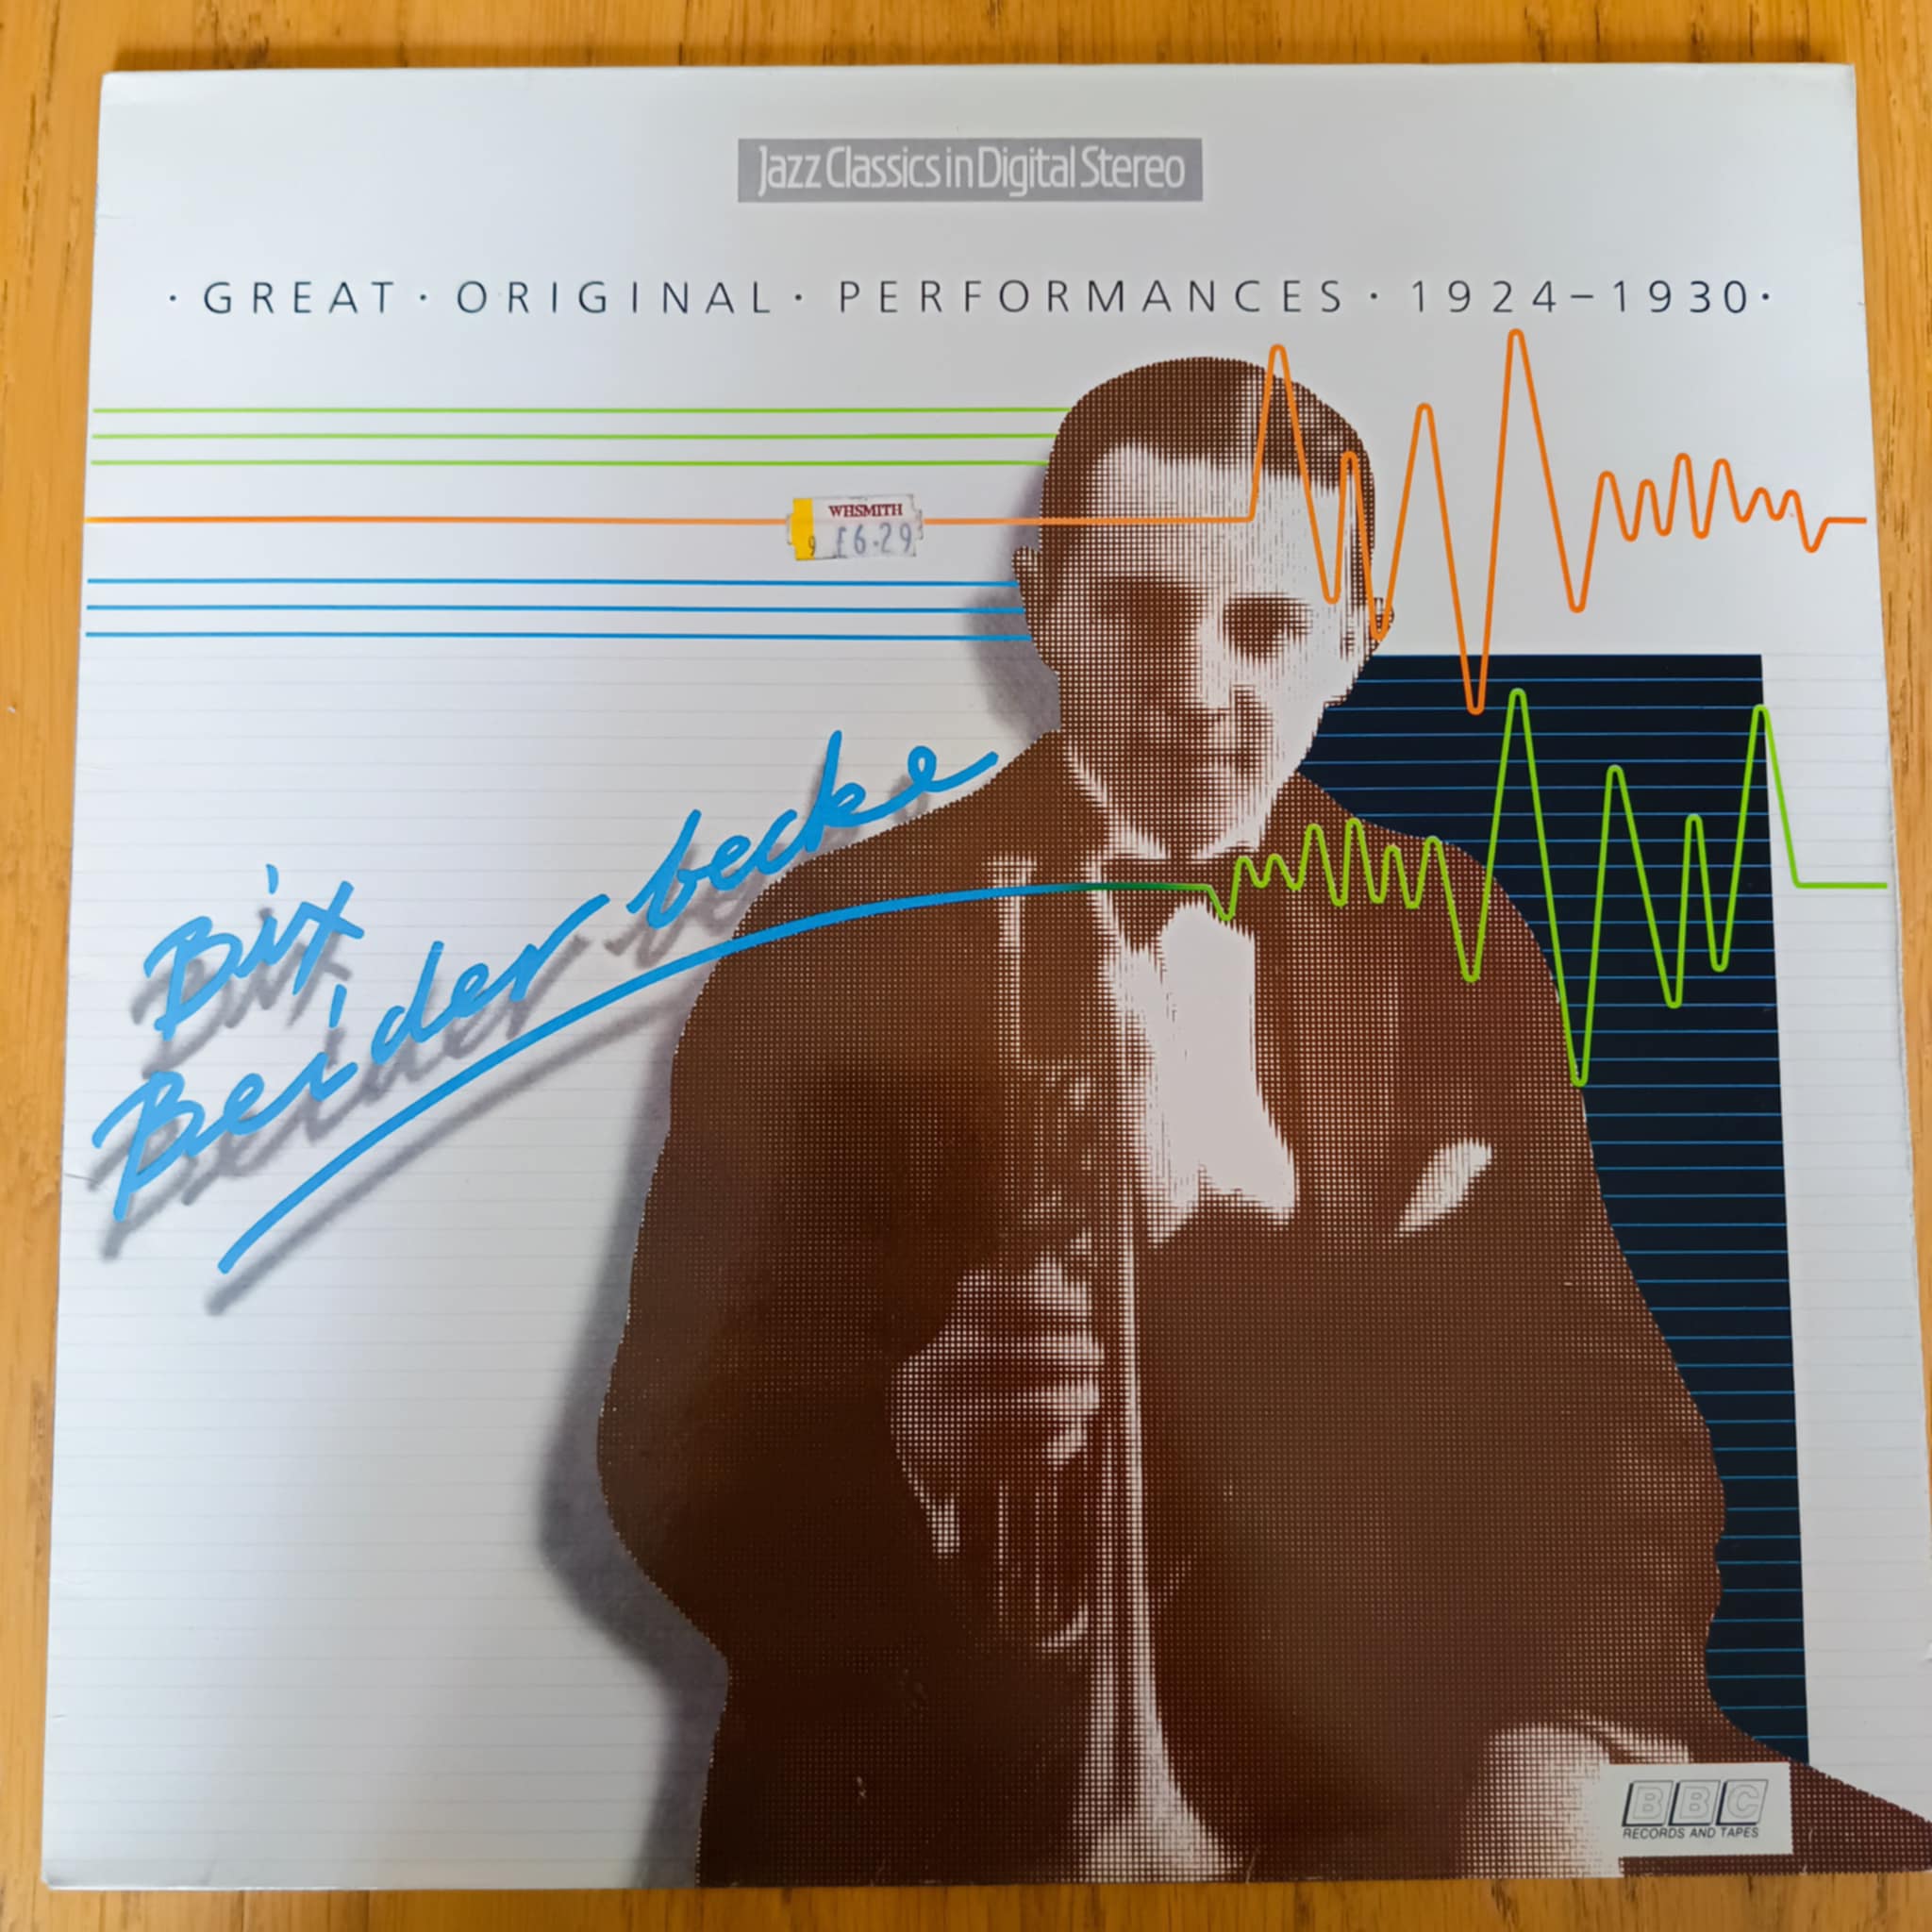 Jazz Classics in Digital Stereo
· GREAT · ORIGINAL · PERFORMANCES · 1924–1930 ·
WHSMITH
9 £6·29
Bix
Beiderbecke
BBC
RECORDS AND TAPES